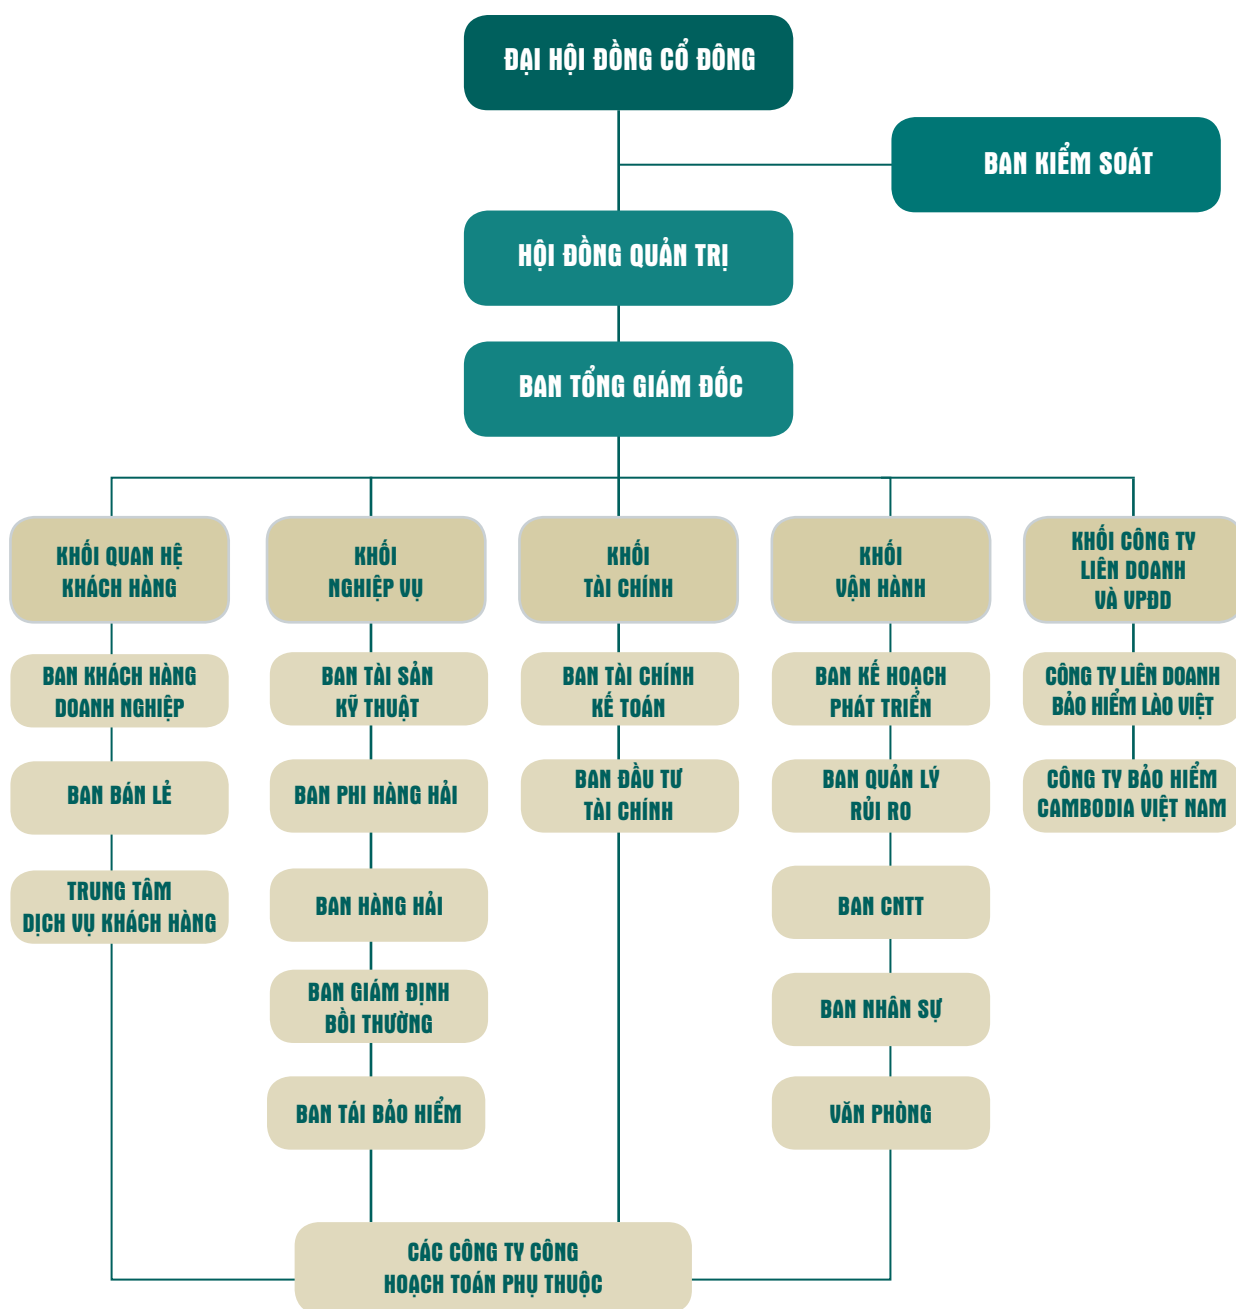 ĐẠI HỘI ĐỒNG CỔ ĐÔNG
BAN KIỂM SOÁT
HỘI ĐỒNG QUẢN TRỊ
BAN TỔNG GIÁM ĐỐC
KHỐI QUAN HỆ
KHÁCH HÀNG
BAN KHÁCH HÀNG
DOANH NGHIỆP
BAN BÁN LẺ
TRUNG TÂM
DỊCH VỤ KHÁCH HÀNG
KHỐI
NGHIỆP VỤ
BAN TÀI SẢN
KỸ THUẬT
BAN PHI HÀNG HẢI
BAN HÀNG HẢI
BAN GIÁM ĐỊNH
BỒI THƯỜNG
BAN TÁI BẢO HIỂM
KHỐI
TÀI CHÍNH
BAN TÀI CHÍNH
KẾ TOÁN
BAN ĐẦU TƯ
TÀI CHÍNH
KHỐI
VẬN HÀNH
BAN KẾ HOẠCH
PHÁT TRIỂN
BAN QUẢN LÝ
RỦI RO
BAN CNTT
BAN NHÂN SỰ
VĂN PHÒNG
KHỐI CÔNG TY
LIÊN DOANH
VÀ VPĐD
CÔNG TY LIÊN DOANH
BẢO HIỂM LÀO VIỆT
CÔNG TY BẢO HIỂM
CAMBODIA VIỆT NAM
CÁC CÔNG TY CÔNG
HOẠCH TOÁN PHỤ THUỘC